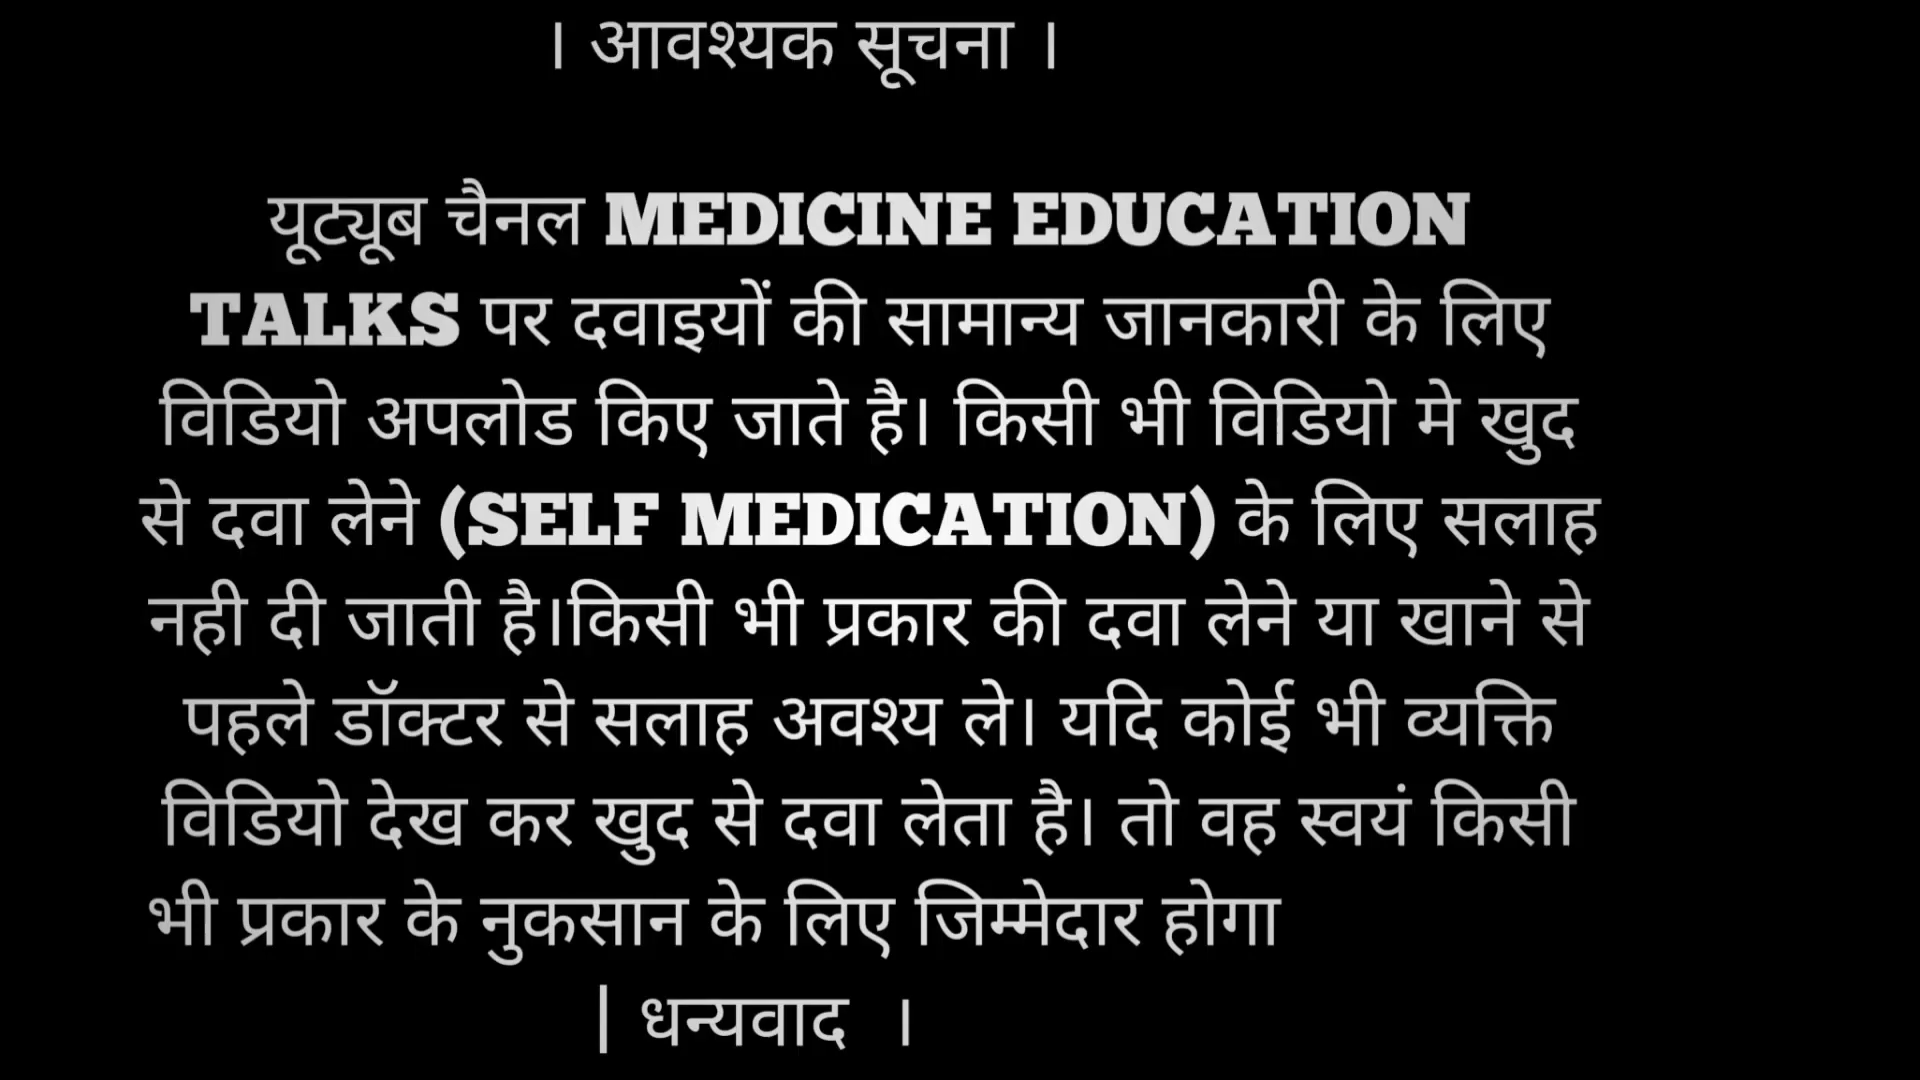 । आवश्यक सूचना ।
यूट्यूब चैनल MEDICINE EDUCATION
TALKS पर दवाइयों की सामान्य जानकारी के लिए
विडियो अपलोड किए जाते है। किसी भी विडियो मे खुद
से दवा लेने (SELF MEDICATION) के लिए सलाह
नही दी जाती है।किसी भी प्रकार की दवा लेने या खाने से
पहले डॉक्टर से सलाह अवश्य ले। यदि कोई भी व्यक्ति
विडियो देख कर खुद से दवा लेता है। तो वह स्वयं किसी
भी प्रकार के नुकसान के लिए जिम्मेदार होगा
| धन्यवाद ।